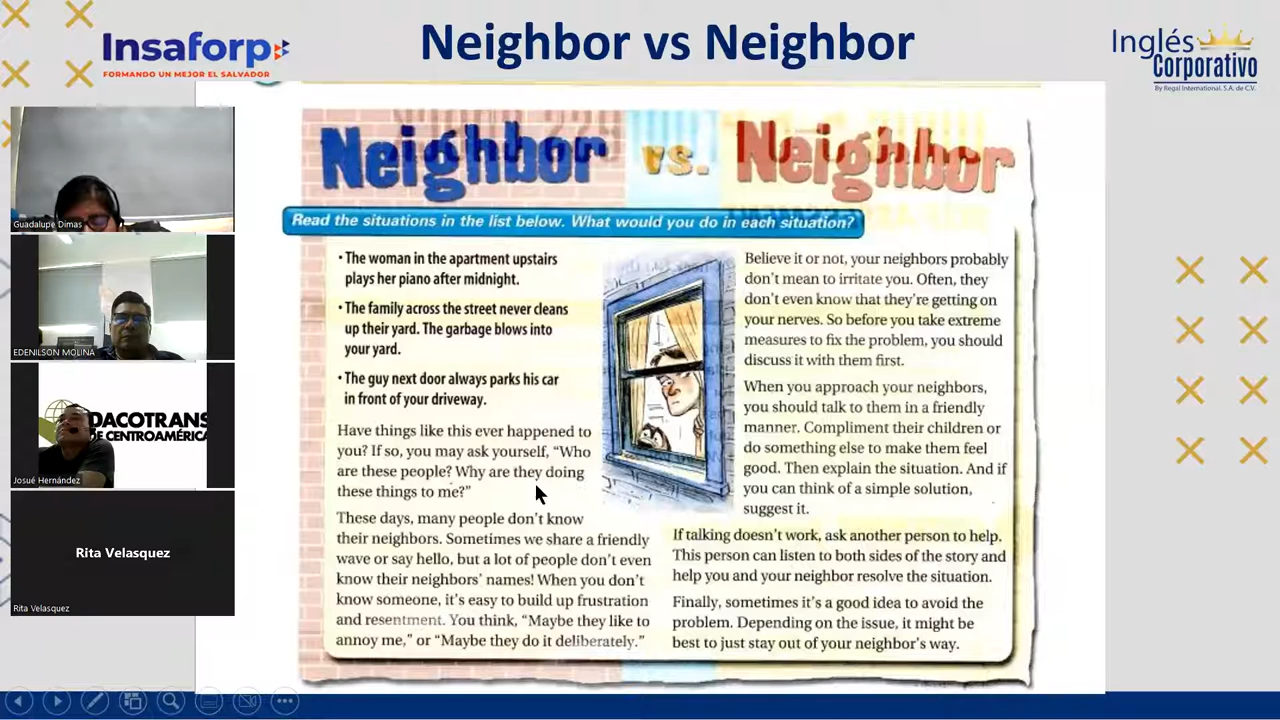 Insaforp
FORMANDO UN MEJOR EL SALVADOR
Neighbor vs Neighbor
Inglés
Corporativo
By Regal International, S.A. de C.V.
Guadalupe Dimas
EDENILSON MOLINA
DACOTRANS
DE CENTROAMÉRICA
Josué Hernández
Rita Velasquez
Rita Velasquez
Neighbor vs. Neighbor
Read the situations in the list below. What would you do in each situation?
• The woman in the apartment upstairs
plays her piano after midnight.
• The family across the street never cleans
up their yard. The garbage blows into
your yard.
• The guy next door always parks his car
in front of your driveway.
Have things like this ever happened to
you? If so, you may ask yourself, “Who
are these people? Why are they doing
these things to me?”
These days, many people don’t know
their neighbors. Sometimes we share a friendly
wave or say hello, but a lot of people don’t even
know their neighbors’ names! When you don’t
know someone, it’s easy to build up frustration
and resentment. You think, “Maybe they like to
annoy me,” or “Maybe they do it deliberately.”
Believe it or not, your neighbors probably
don’t mean to irritate you. Often, they
don’t even know that they’re getting on
your nerves. So before you take extreme
measures to fix the problem, you should
discuss it with them first.
When you approach your neighbors,
you should talk to them in a friendly
manner. Compliment their children or
do something else to make them feel
good. Then explain the situation. And if
you can think of a simple solution,
suggest it.
If talking doesn’t work, ask another person to help.
This person can listen to both sides of the story and
help you and your neighbor resolve the situation.
Finally, sometimes it’s a good idea to avoid the
problem. Depending on the issue, it might be
best to just stay out of your neighbor’s way.